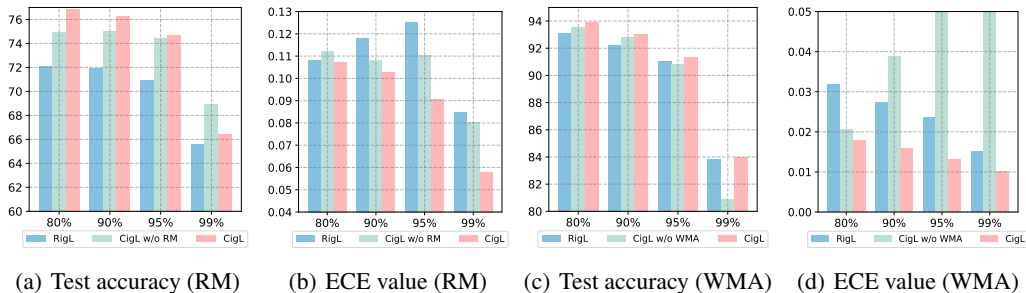 76
74
72
70
68
66
64
62
60
80% 90% 95% 99%
RigL CigL w/o RM CigL
(a) Test accuracy (RM)
0.13
0.12
0.11
0.10
0.09
0.08
0.07
0.06
0.05
0.04
80% 90% 95% 99%
RigL CigL w/o RM CigL
(b) ECE value (RM)
94
92
90
88
86
84
82
80
80% 90% 95% 99%
RigL CigL w/o WMA CigL
(c) Test accuracy (WMA)
0.05
0.04
0.03
0.02
0.01
0.00
80% 90% 95% 99%
RigL CigL w/o WMA CigL
(d) ECE value (WMA)